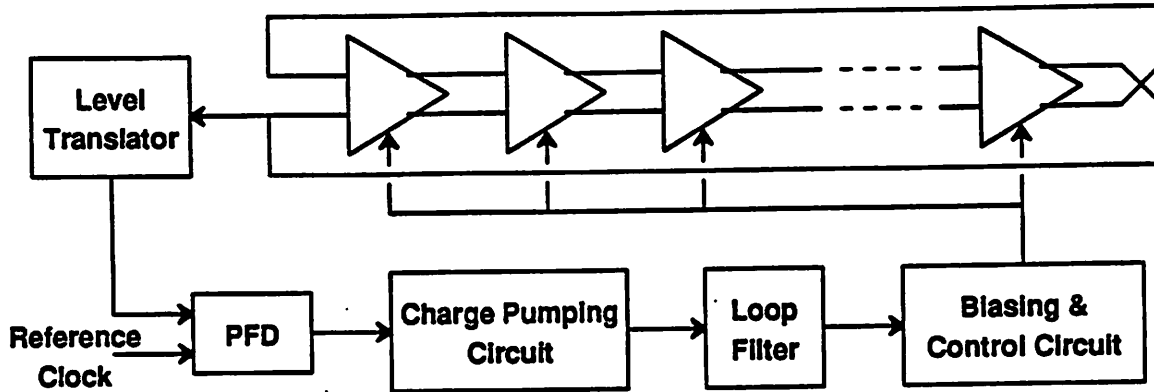 Level
Translator
Reference
Clock
PFD
Charge Pumping
Circuit
Loop
Filter
Biasing &
Control Circuit